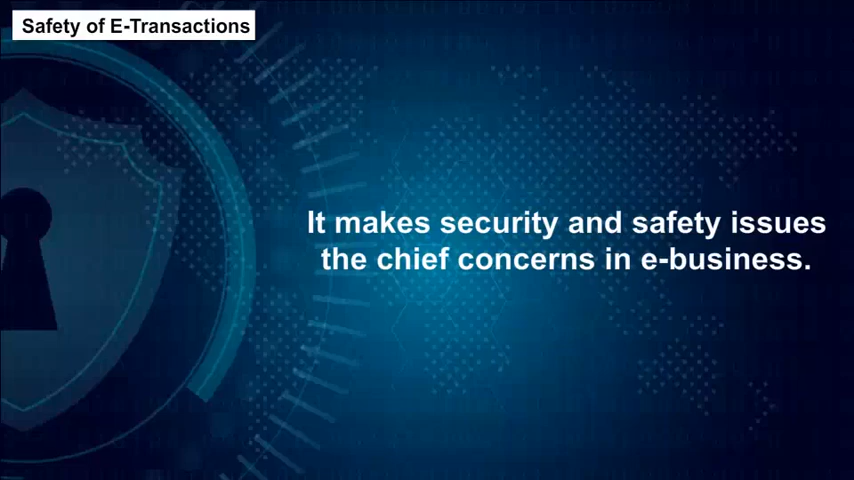 Safety of E-Transactions
It makes security and safety issues
the chief concerns in e-business.